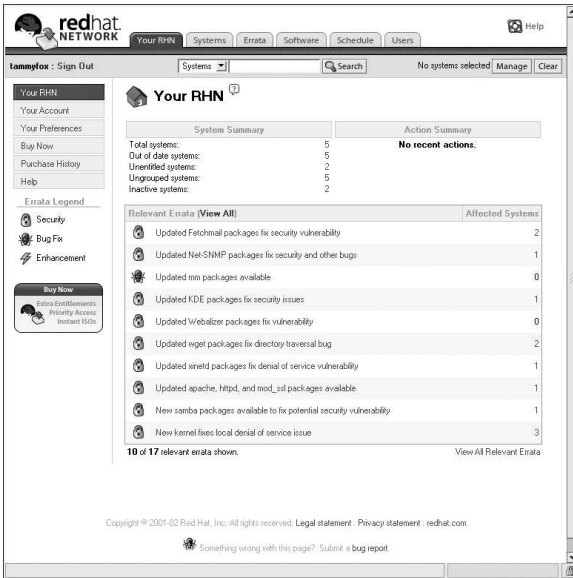 redhat.
NETWORK
Your RHN Systems Errata Software Schedule Users
Help
tammyfox : Sign Out Systems Search No systems selected Manage Clear
Your RHN
Your Account
Your Preferences
Buy Now
Purchase History
Help
Errata Legend
Security
Bug Fix
Enhancement
Buy Now
Extra Entitlements
Priority Access
Instant ISOs
Your RHN ?
System Summary Action Summary
Total systems: 5 No recent actions.
Out of date systems: 5
Unentitled systems: 2
Ungrouped systems: 5
Inactive systems: 2
Relevant Errata (View All) Affected Systems
Updated Fetchmail packages fix security vulnerability 2
Updated Net-SNMP packages fix security and other bugs 1
Updated mm packages available 0
Updated KDE packages fix security issues 1
Updated Webalizer packages fix vulnerability 0
Updated wget packages fix directory traversal bug 2
Updated xinetd packages fix denial of service vulnerability 1
Updated apache, httpd, and mod_ssl packages available 1
New samba packages available to fix potential security vulnerability 1
New kernel fixes local denial of service issue 3
10 of 17 relevant errata shown. View All Relevant Errata
Copyright © 2001-02 Red Hat, Inc. All rights reserved. Legal statement : Privacy statement : redhat.com
Something wrong with this page? Submit a bug report.